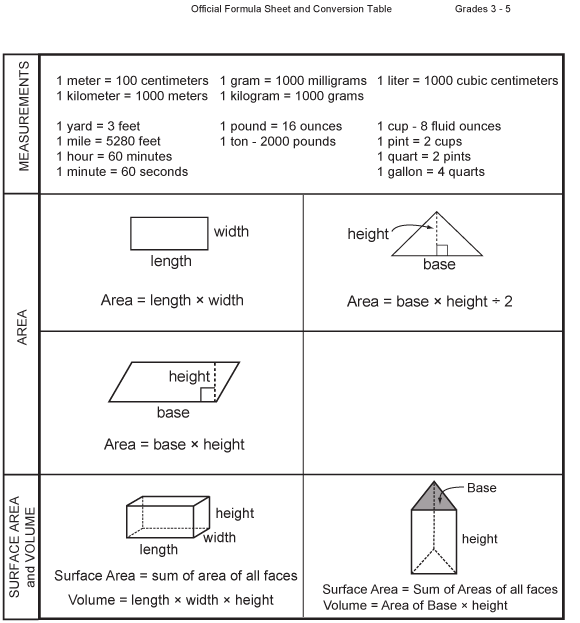 Official Formula Sheet and Conversion Table Grades 3 - 5
MEASUREMENTS
1 meter = 100 centimeters 1 gram = 1000 milligrams 1 liter = 1000 cubic centimeters
1 kilometer = 1000 meters 1 kilogram = 1000 grams
1 yard = 3 feet 1 pound = 16 ounces 1 cup - 8 fluid ounces
1 mile = 5280 feet 1 ton - 2000 pounds 1 pint = 2 cups
1 hour = 60 minutes 1 quart = 2 pints
1 minute = 60 seconds 1 gallon = 4 quarts
AREA
width
length
Area = length × width
height
base
Area = base × height ÷ 2
height
base
Area = base × height
SURFACE AREA
and VOLUME
height
width
length
Surface Area = sum of area of all faces
Volume = length × width × height
Base
height
Surface Area = Sum of Areas of all faces
Volume = Area of Base × height